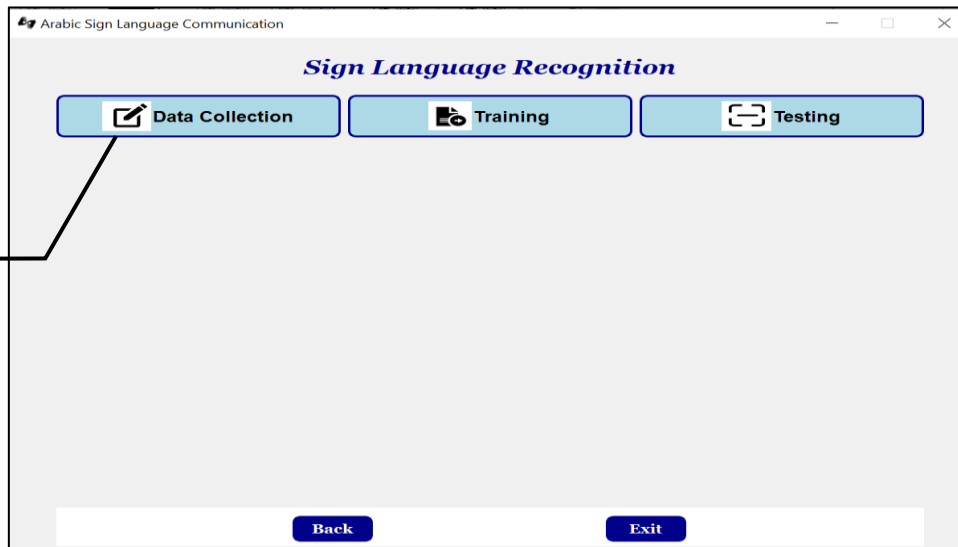 Arabic Sign Language Communication
Sign Language Recognition
Data Collection Training Testing
Back Exit